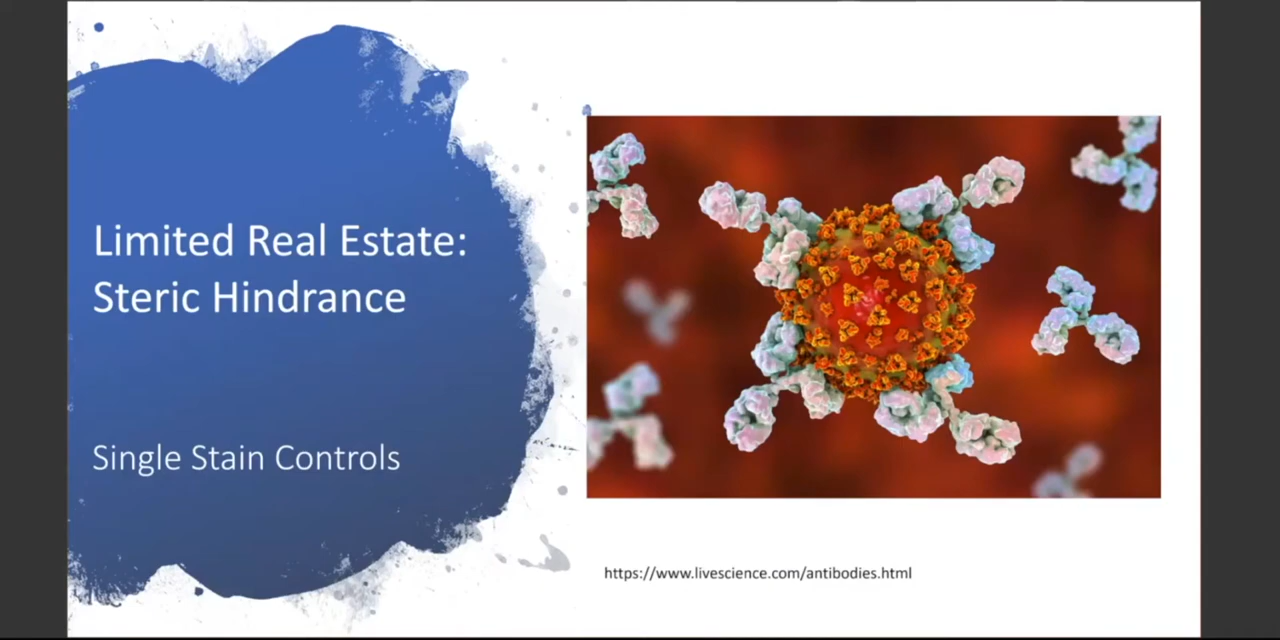 Limited Real Estate:
Steric Hindrance
Single Stain Controls
https://www.livescience.com/antibodies.html